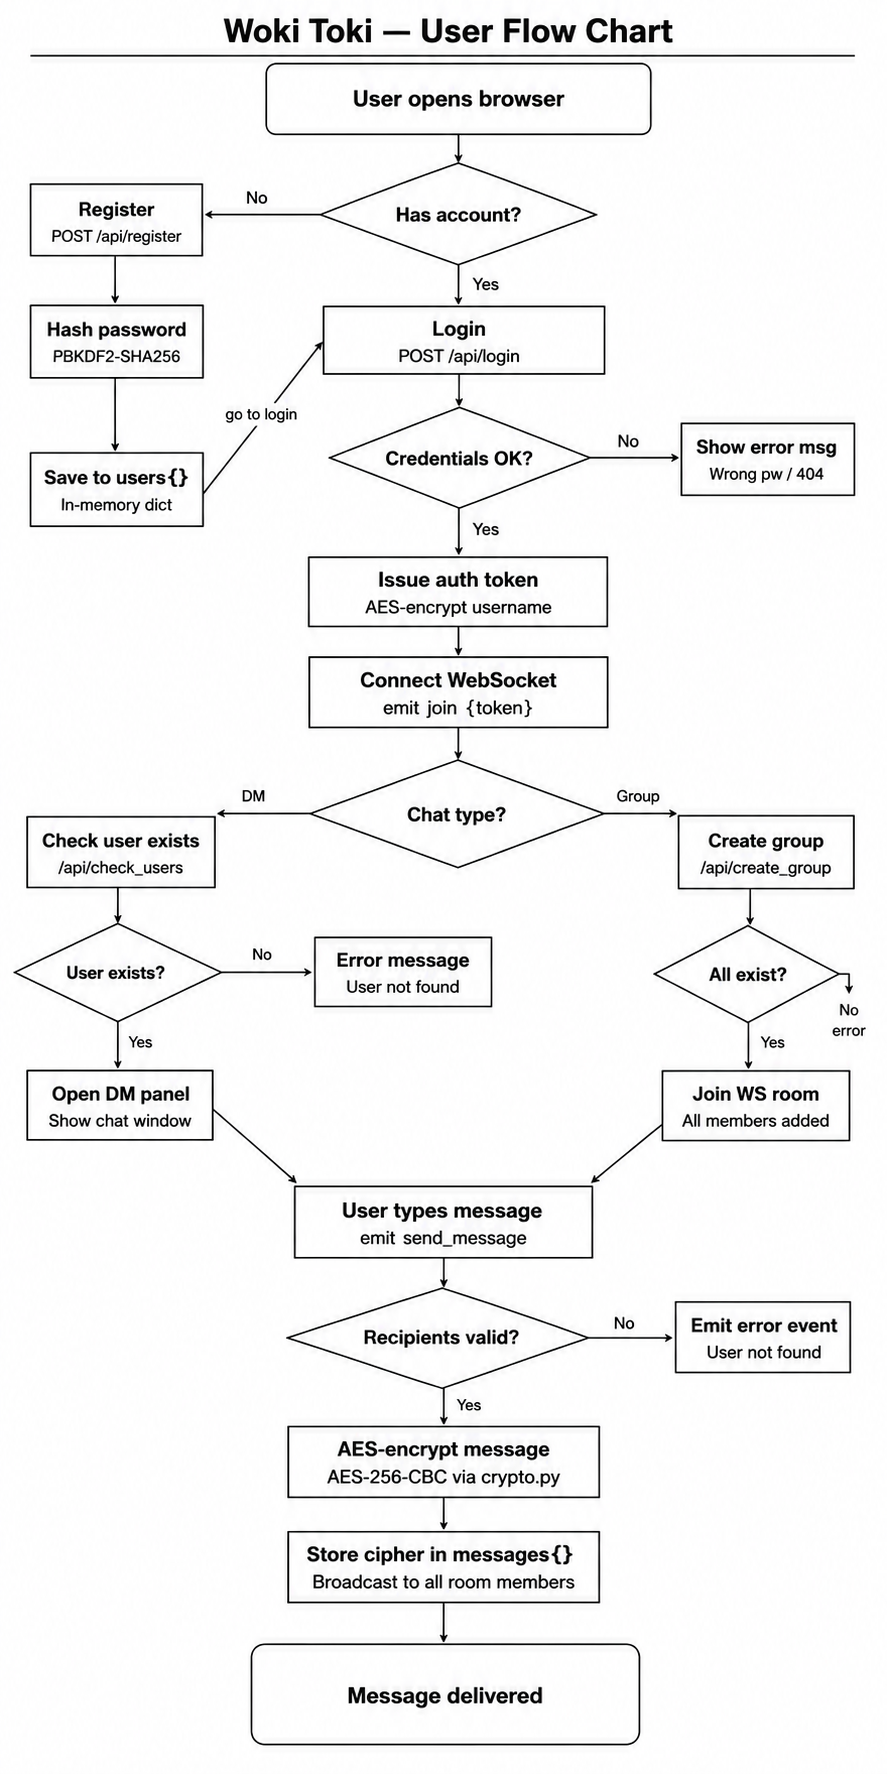 Woki Toki — User Flow Chart
User opens browser
Has account?
No
Register
POST /api/register
Yes
Hash password
PBKDF2-SHA256
Login
POST /api/login
go to login
Save to users{}
In-memory dict
Credentials OK?
No
Show error msg
Wrong pw / 404
Yes
Issue auth token
AES-encrypt username
Connect WebSocket
emit join {token}
Chat type?
DM
Group
Check user exists
/api/check_users
Create group
/api/create_group
User exists?
No
Error message
User not found
All exist?
No
error
Yes
Yes
Open DM panel
Show chat window
Join WS room
All members added
User types message
emit send_message
Recipients valid?
No
Emit error event
User not found
Yes
AES-encrypt message
AES-256-CBC via crypto.py
Store cipher in messages{}
Broadcast to all room members
Message delivered